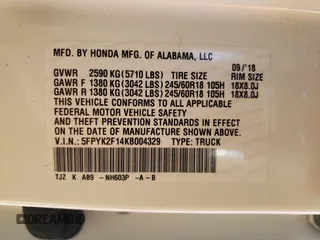 MFD. BY HONDA MFG. OF ALABAMA, LLC
09/'18
GVWR 2590 KG(5710 LBS) TIRE SIZE RIM SIZE
GAWR F 1380 KG(3042 LBS)245/60R18 105H 18X8.0J
GAWR R 1380 KG(3042 LBS)245/60R18 105H 18X8.0J
THIS VEHICLE CONFORMS TO ALL APPLICABLE
FEDERAL MOTOR VEHICLE SAFETY
AND THEFT PREVENTION STANDARDS IN EFFECT
ON THE DATE OF MANUFACTURE SHOWN ABOVE.
V.I.N.: 5FPYK2F14KB004329 TYPE: TRUCK
TJZ K AB9 -NH603P -A-B
DREAMBID